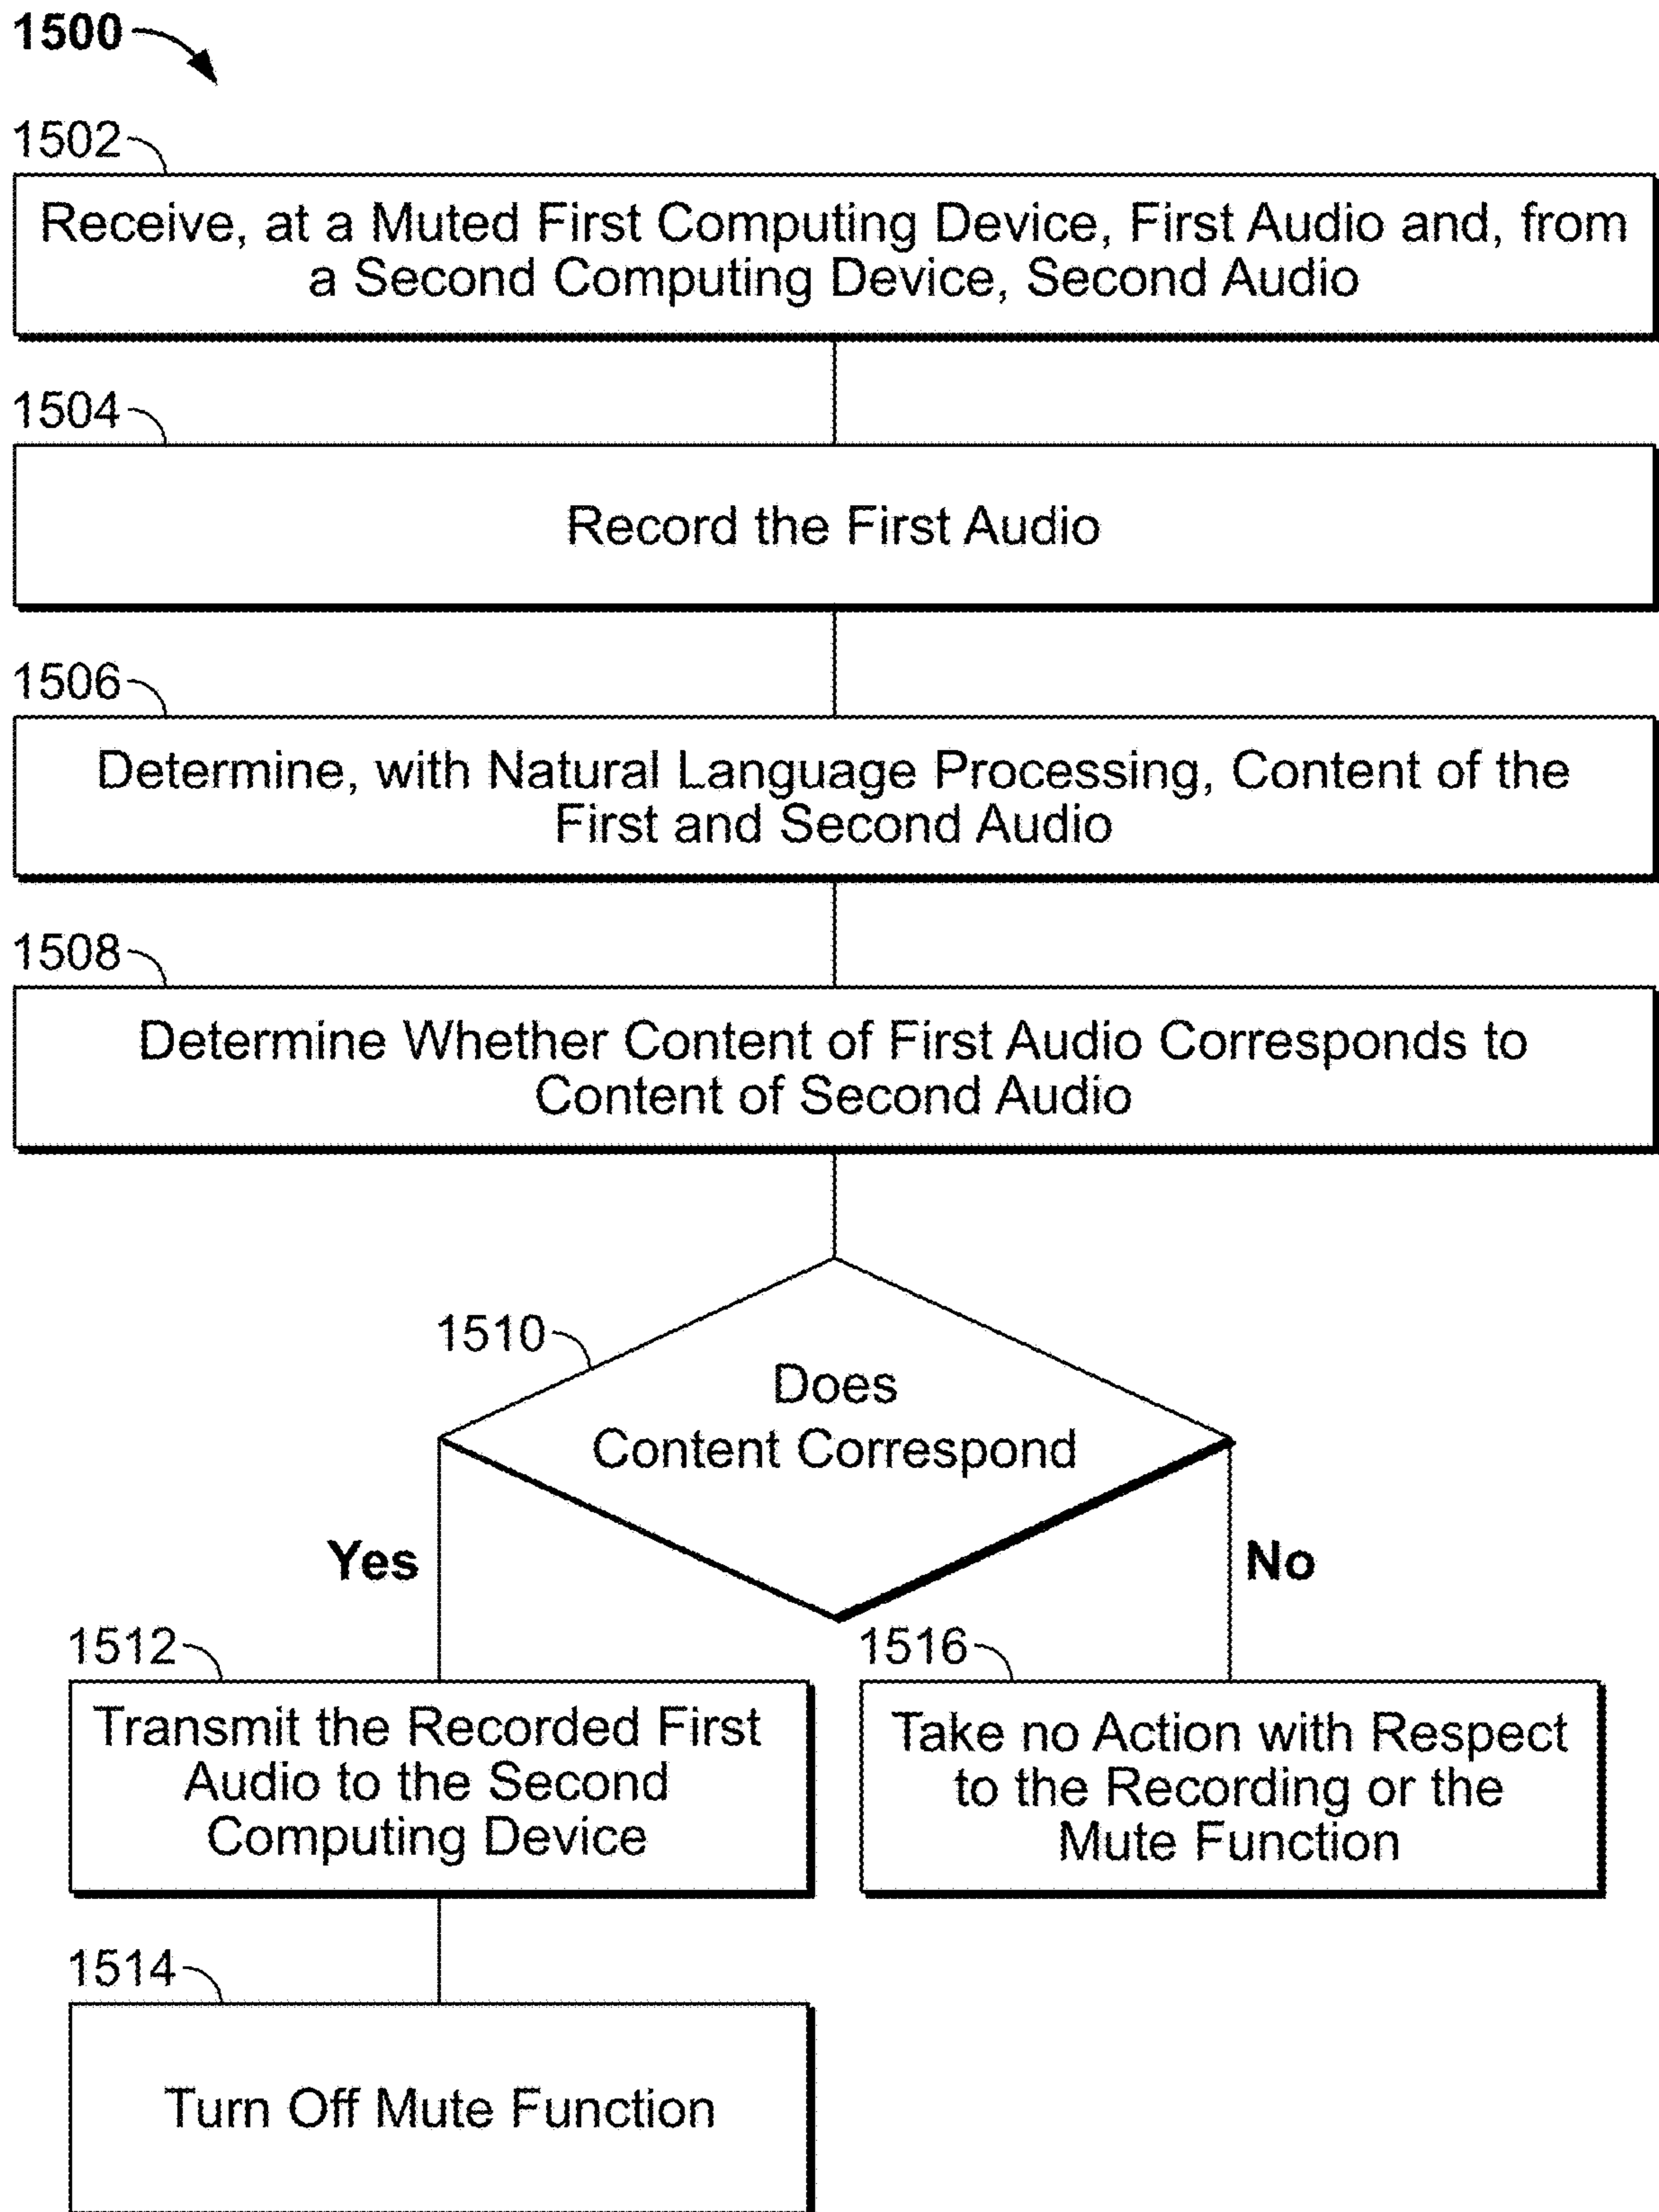 1500
1502
Receive, at a Muted First Computing Device, First Audio and, from
a Second Computing Device, Second Audio
1504
Record the First Audio
1506
Determine, with Natural Language Processing, Content of the
First and Second Audio
1508
Determine Whether Content of First Audio Corresponds to
Content of Second Audio
1510
Does
Content Correspond
Yes
No
1512
Transmit the Recorded First
Audio to the Second
Computing Device
1516
Take no Action with Respect
to the Recording or the
Mute Function
1514
Turn Off Mute Function